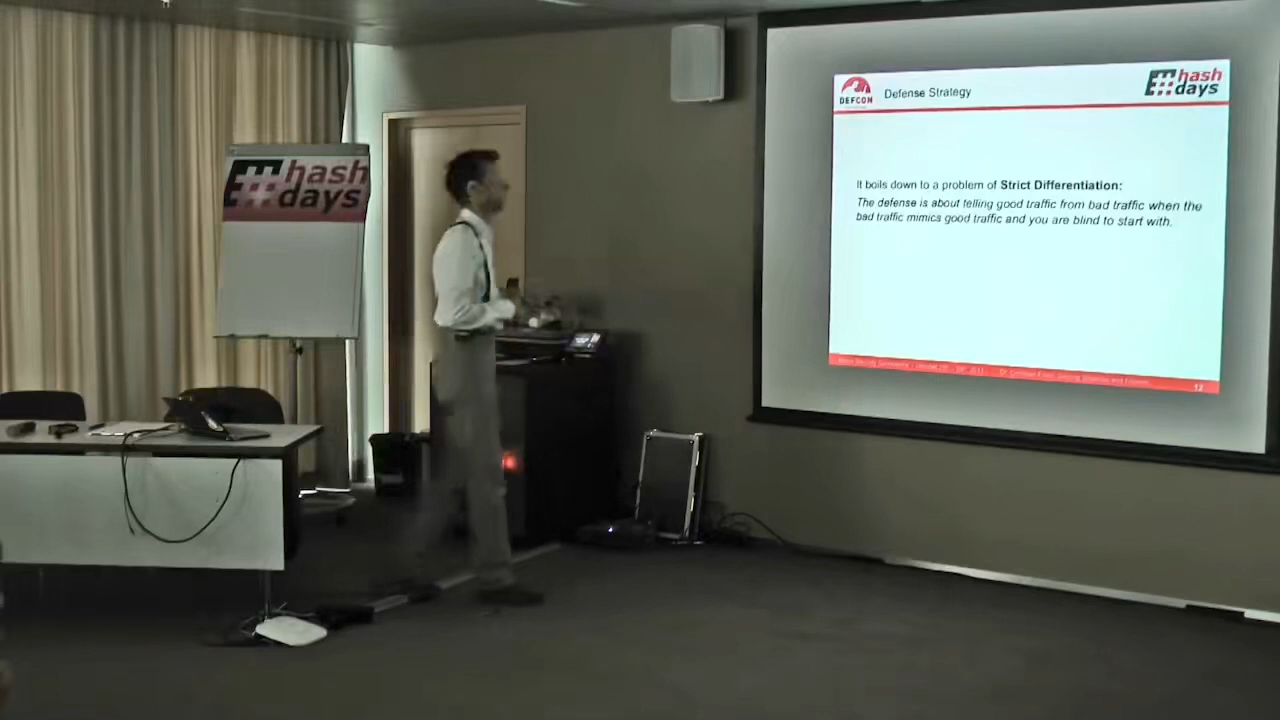 hash
days
DEFCON
Defense Strategy
hash
days
It boils down to a problem of Strict Differentiation:
The defense is about telling good traffic from bad traffic when the
bad traffic mimics good traffic and you are blind to start with.
12